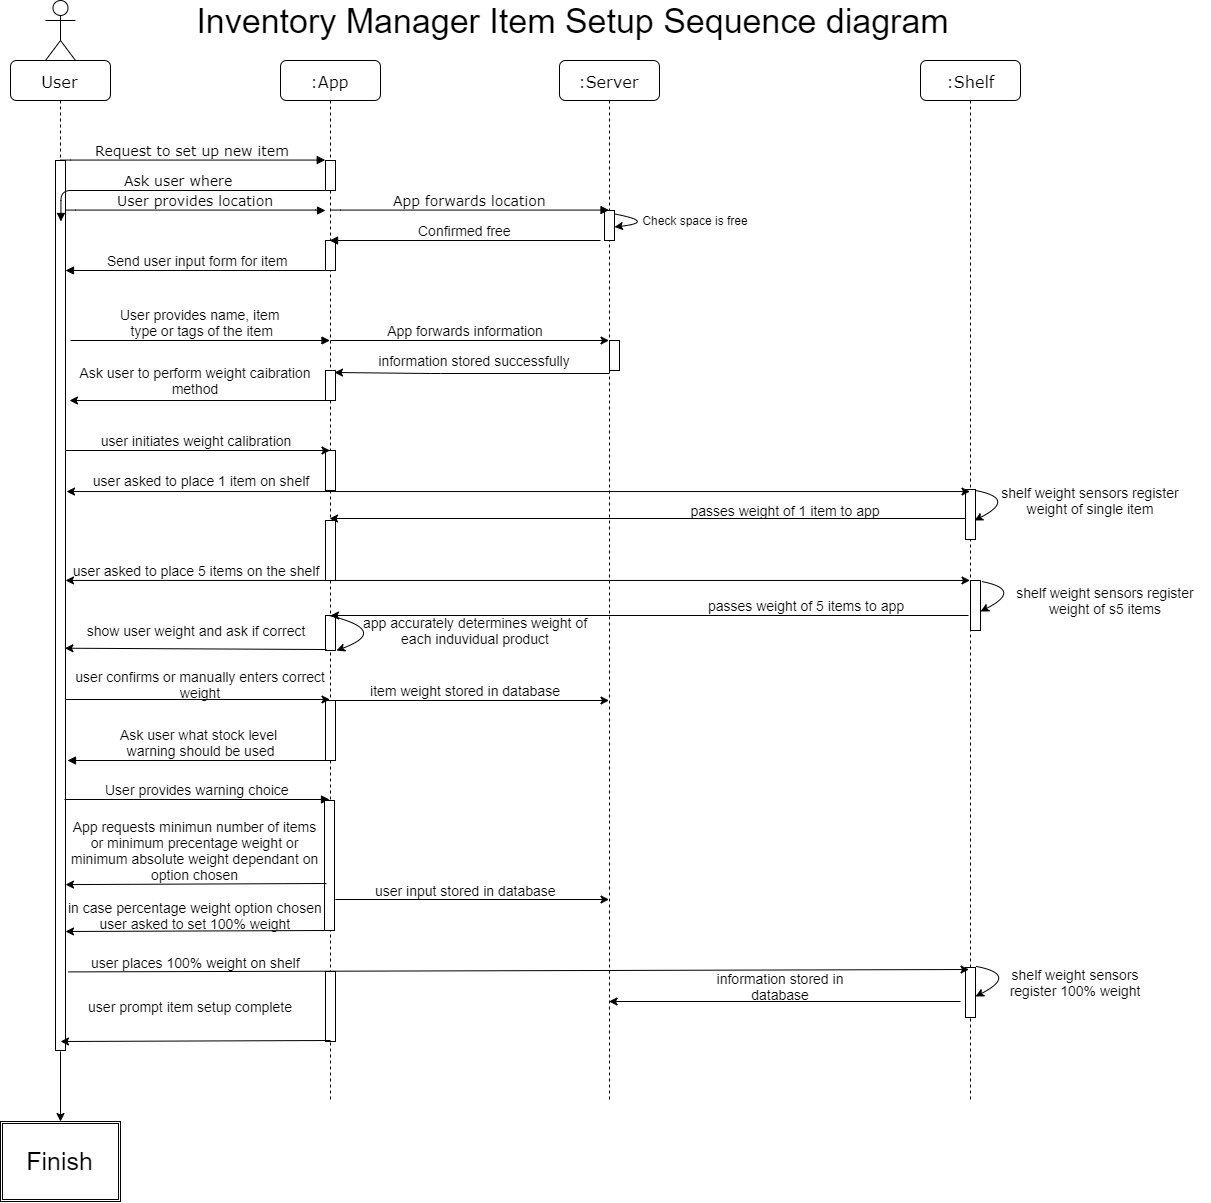 Inventory Manager Item Setup Sequence diagram
User
:App
:Server
:Shelf
Request to set up new item
Ask user where
User provides location
App forwards location
Check space is free
Confirmed free
Send user input form for item
User provides name, item
type or tags of the item
App forwards information
information stored successfully
Ask user to perform weight caibration
method
user initiates weight calibration
user asked to place 1 item on shelf
shelf weight sensors register
weight of single item
passes weight of 1 item to app
user asked to place 5 items on the shelf
shelf weight sensors register
weight of s5 items
passes weight of 5 items to app
app accurately determines weight of
each induvidual product
show user weight and ask if correct
user confirms or manually enters correct
weight
item weight stored in database
Ask user what stock level
warning should be used
User provides warning choice
App requests minimun number of items
or minimum precentage weight or
minimum absolute weight dependant on
option chosen
user input stored in database
in case percentage weight option chosen
user asked to set 100% weight
user places 100% weight on shelf
shelf weight sensors
register 100% weight
information stored in
database
user prompt item setup complete
Finish